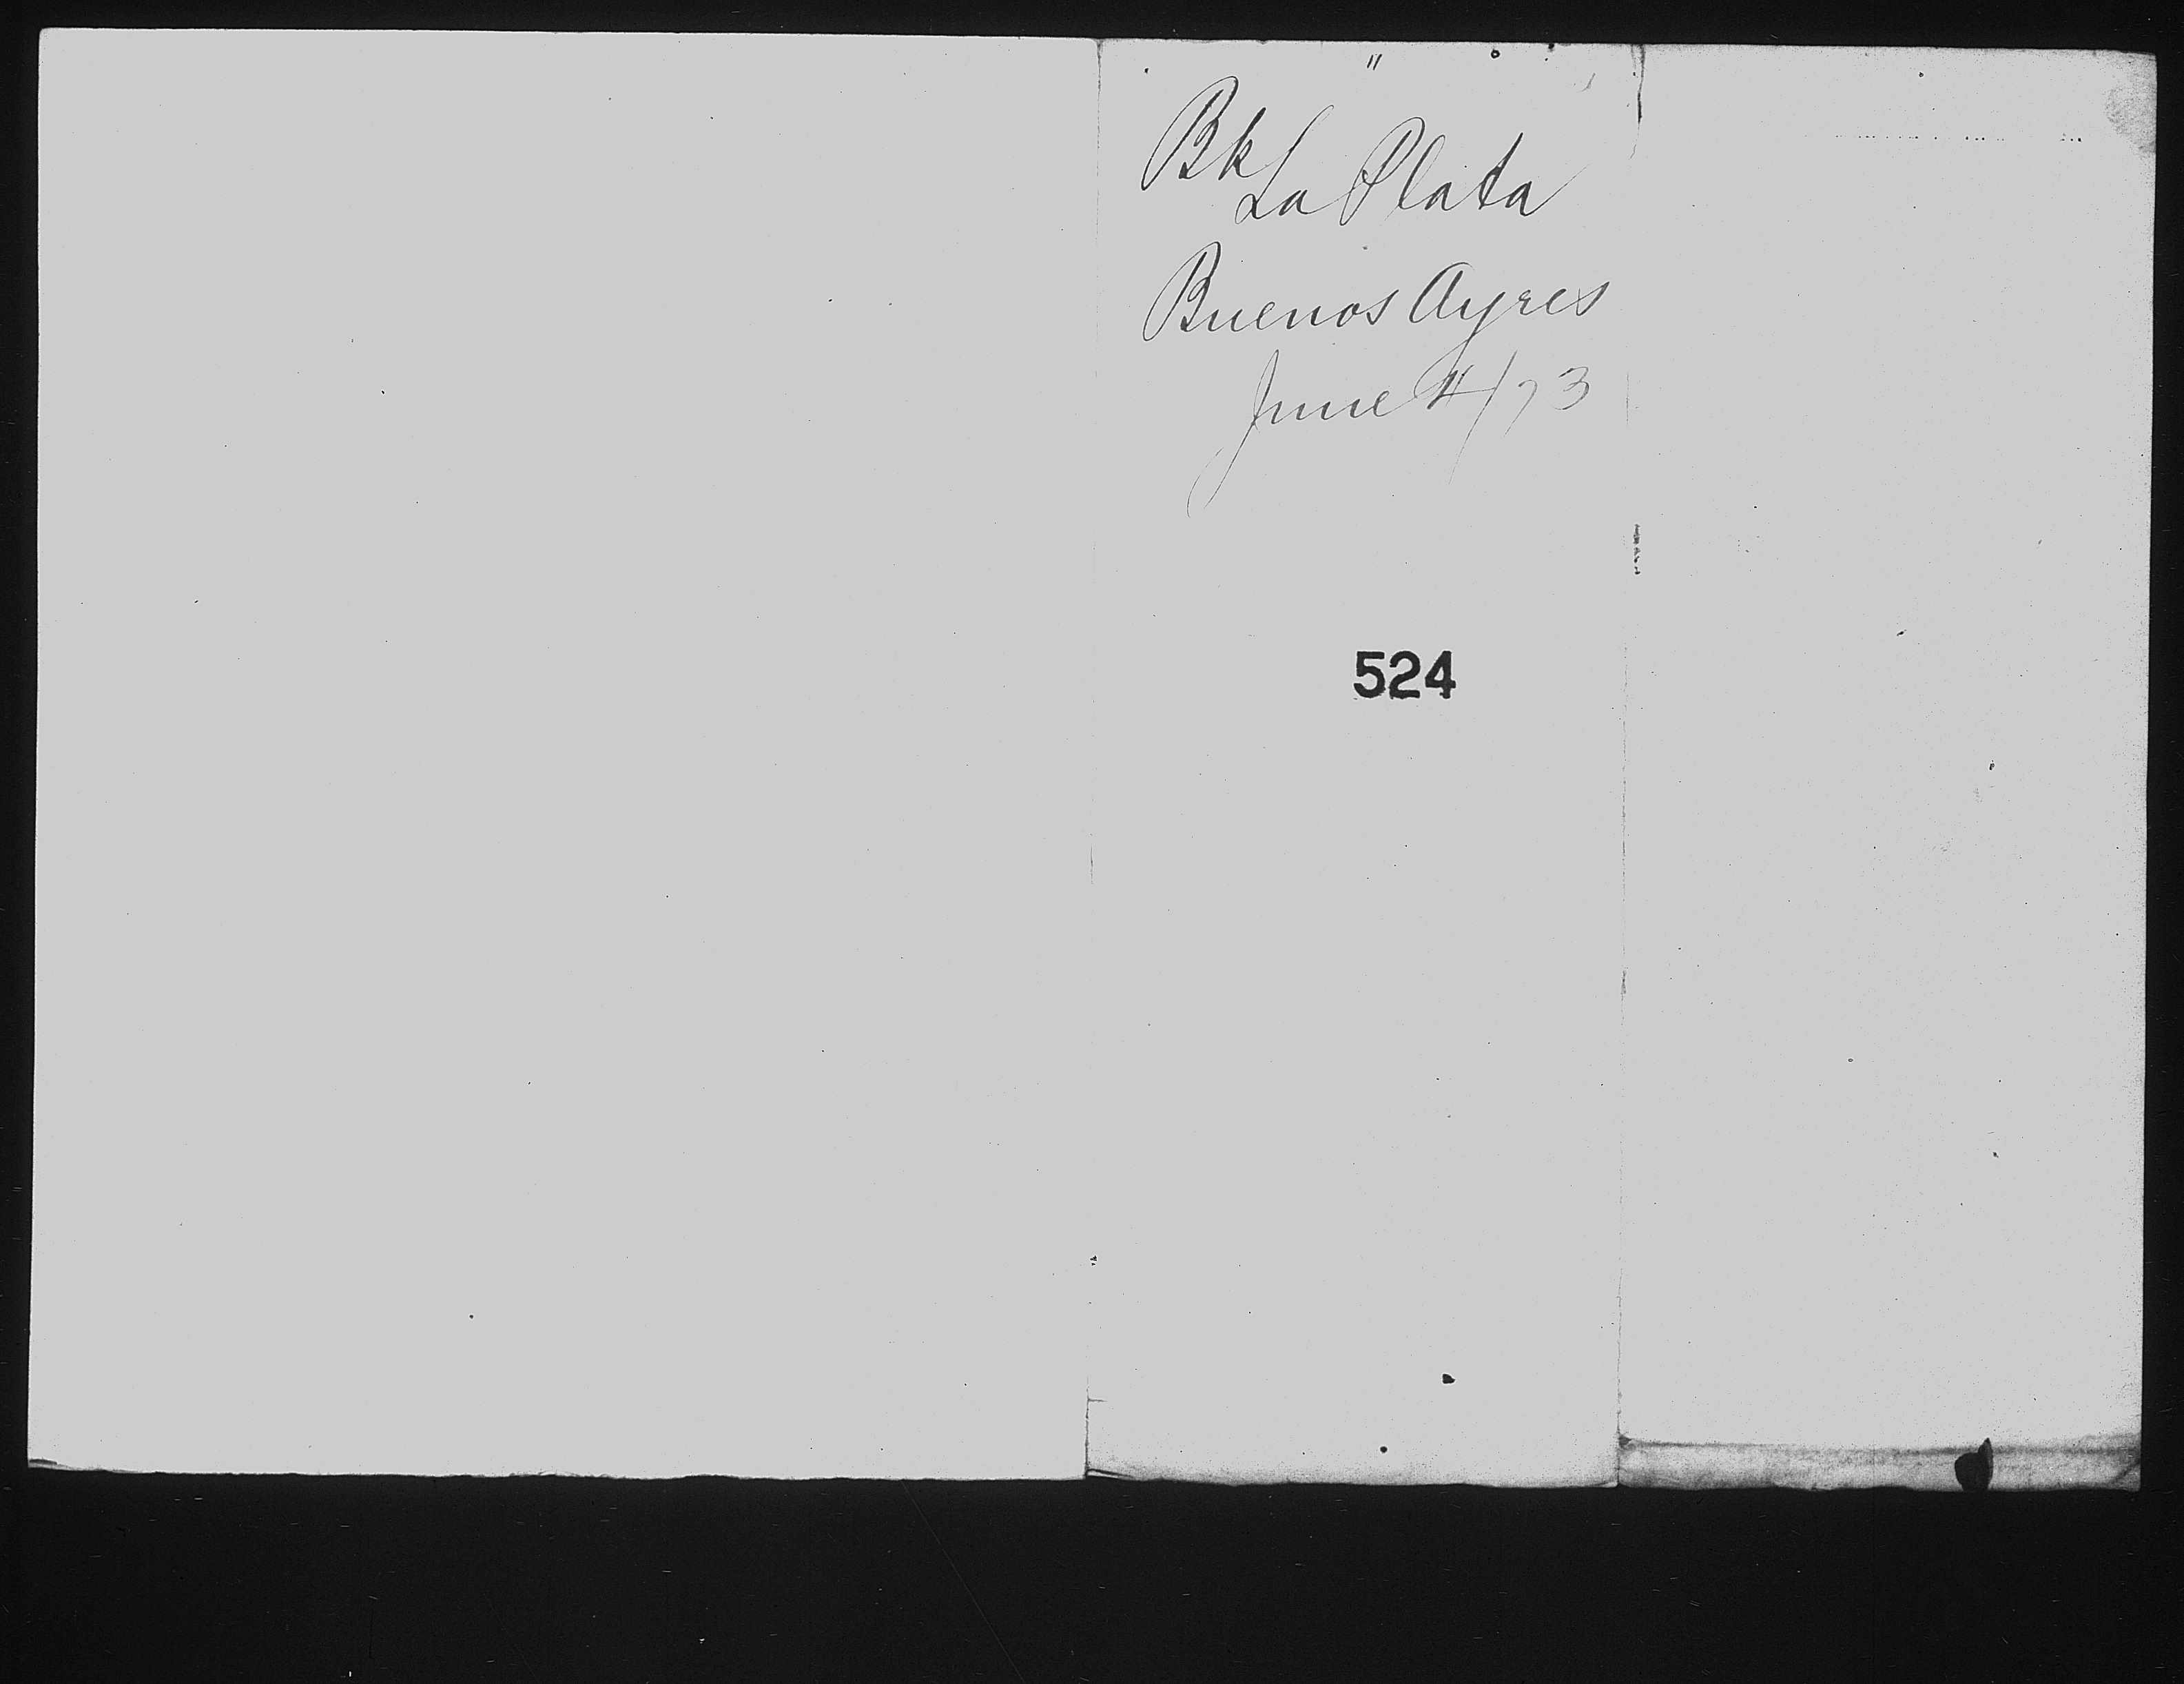 Bk
La Plata
Buenos Ayres
June 4/73
524